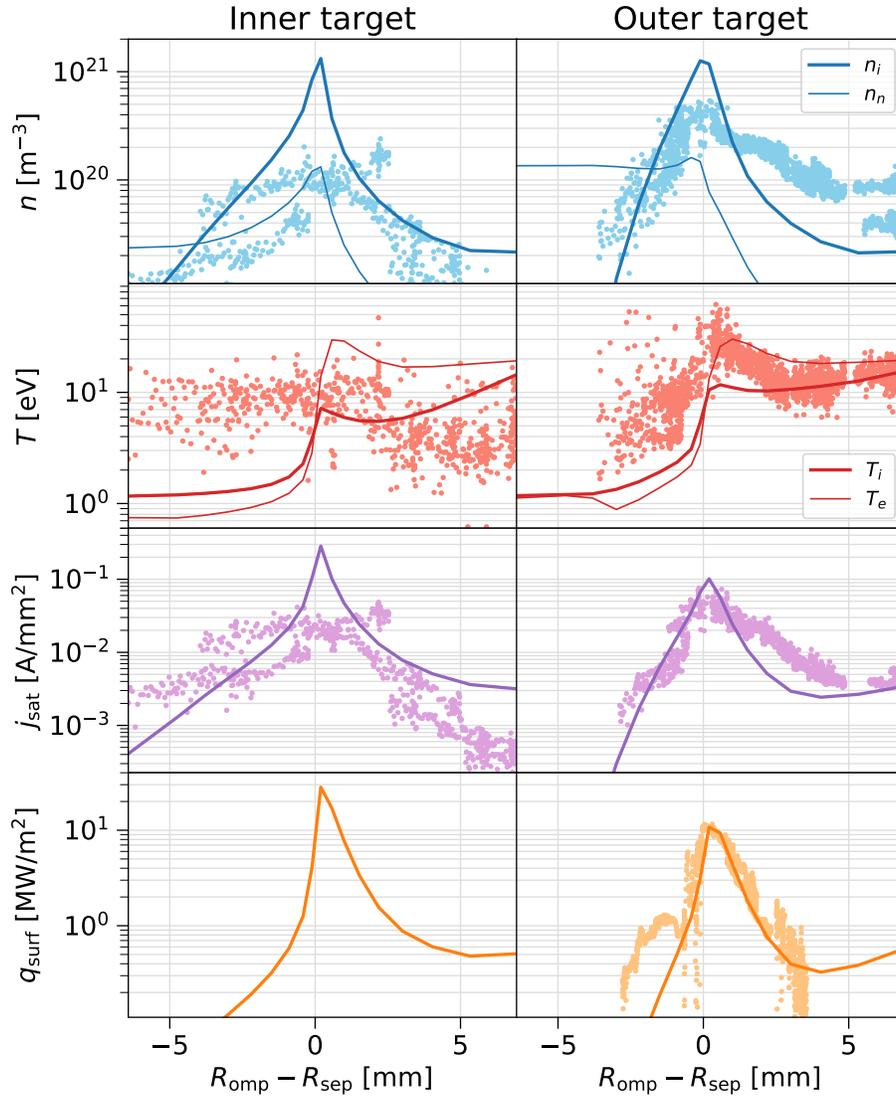 Inner target
Outer target
n [m⁻³]
10²¹
10²⁰
nᵢ
nₙ
T [eV]
10¹
10⁰
Tᵢ
Tₑ
j_sat [A/mm²]
10⁻¹
10⁻²
10⁻³
q_surf [MW/m²]
10¹
10⁰
−5 0 5
−5 0 5
R_omp − R_sep [mm]
R_omp − R_sep [mm]